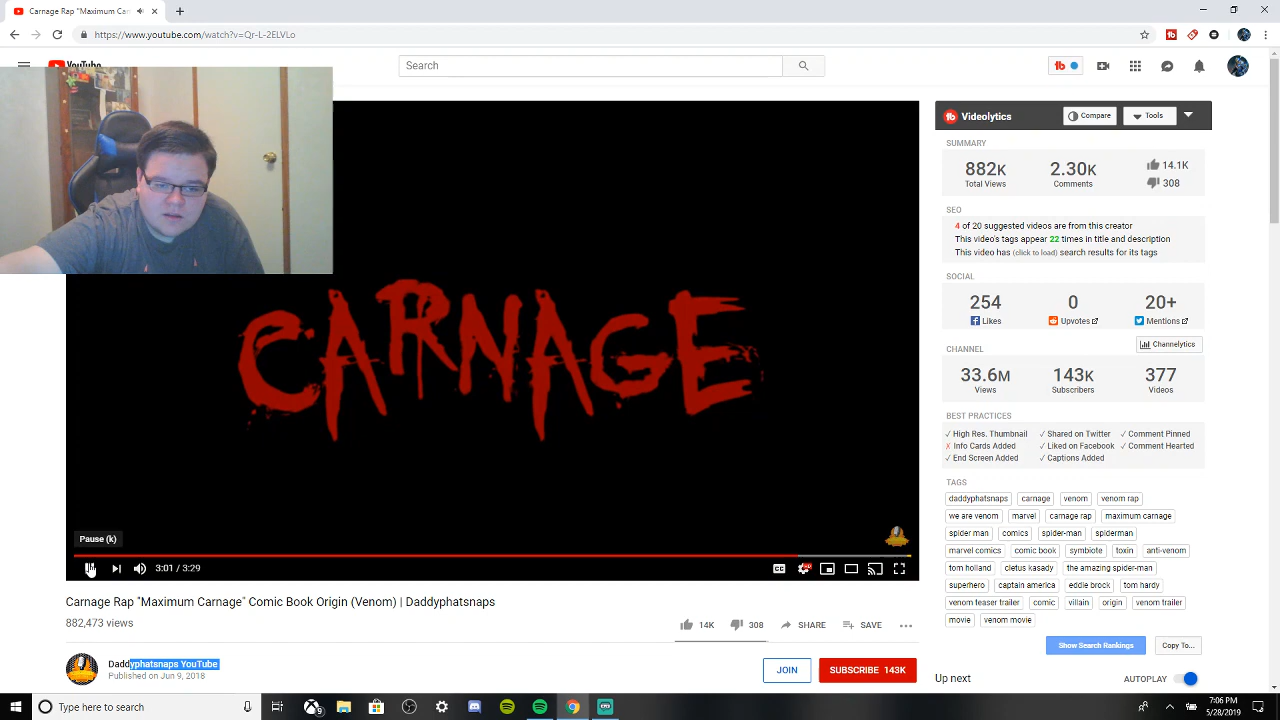 Carnage Rap "Maximum Car
https://www.youtube.com/watch?v=Qr-L-2ELVLo
YouTube
Search
CARNAGE
Pause (k)
3:01 / 3:29
CC
HD
Carnage Rap "Maximum Carnage" Comic Book Origin (Venom) | Daddyphatsnaps
882,473 views
14K
308
SHARE
SAVE
Daddyphatsnaps YouTube
Published on Jun 9, 2018
JOIN
SUBSCRIBE 143K
tb
tb Videolytics
Compare
Tools
SUMMARY
882K
Total Views
2.30K
Comments
14.1K
308
SEO
4 of 20 suggested videos are from this creator
This video's tags appear 22 times in title and description
This video has (click to load) search results for its tags
SOCIAL
254
Likes
0
Upvotes
20+
Mentions
CHANNEL
Channelytics
33.6M
Views
143K
Subscribers
377
Videos
BEST PRACTICES
✓ High Res. Thumbnail ✓ Shared on Twitter ✓ Comment Pinned
X Info Cards Added ✓ Liked on Facebook ✓ Comment Hearted
✓ End Screen Added ✓ Captions Added
TAGS
daddyphatsnaps carnage venom venom rap
we are venom marvel carnage rap maximum carnage
spider man comics spider-man spiderman
marvel comics comic book symbiote toxin anti-venom
tom holland cletus kasady the amazing spider-man
superhero captain america eddie brock tom hardy
venom teaser trailer comic villain origin venom trailer
movie venom movie
Show Search Rankings
Copy To...
Up next
AUTOPLAY
Type here to search
7:06 PM
5/28/2019